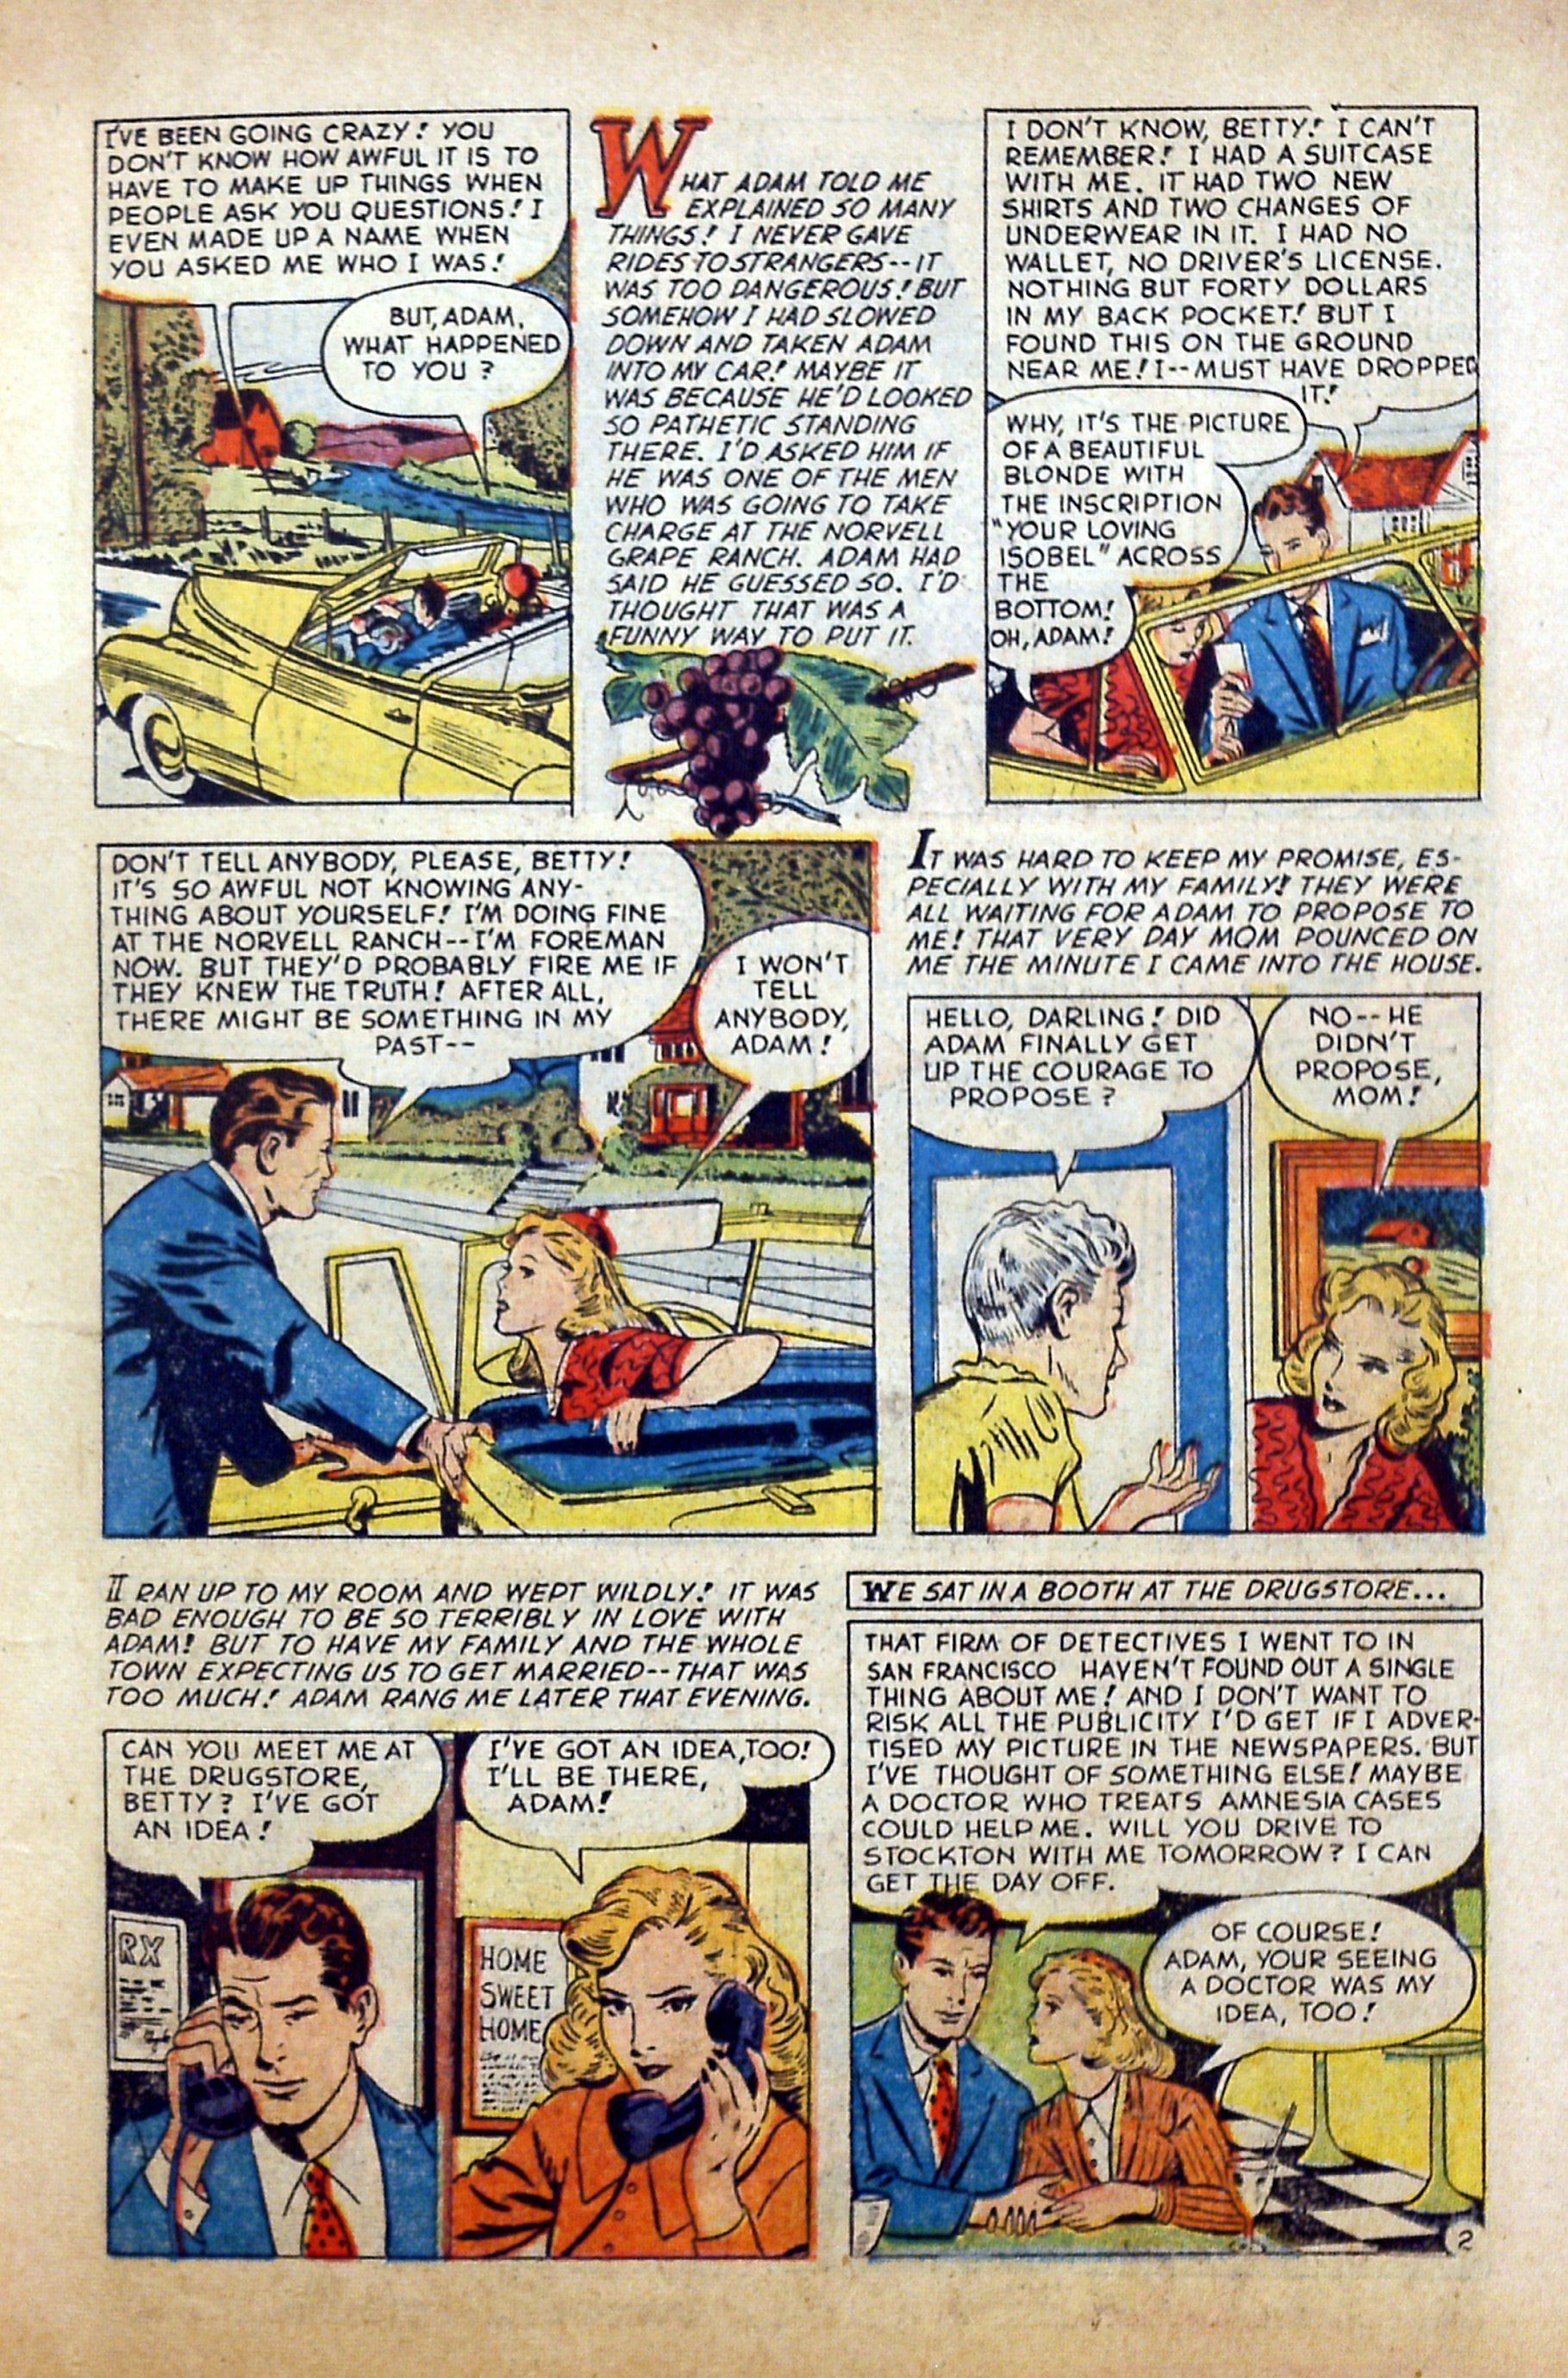 I'VE BEEN GOING CRAZY! YOU
DON'T KNOW HOW AWFUL IT IS TO
HAVE TO MAKE UP THINGS WHEN
PEOPLE ASK YOU QUESTIONS! I
EVEN MADE UP A NAME WHEN
YOU ASKED ME WHO I WAS!
BUT, ADAM,
WHAT HAPPENED
TO YOU?
WHAT ADAM TOLD ME
EXPLAINED SO MANY
THINGS! I NEVER GAVE
RIDES TO STRANGERS--IT
WAS TOO DANGEROUS! BUT
SOMEHOW I HAD SLOWED
DOWN AND TAKEN ADAM
INTO MY CAR! MAYBE IT
WAS BECAUSE HE'D LOOKED
SO PATHETIC STANDING
THERE. I'D ASKED HIM IF
HE WAS ONE OF THE MEN
WHO WAS GOING TO TAKE
CHARGE AT THE NORVELL
GRAPE RANCH. ADAM HAD
SAID HE GUESSED SO. I'D
THOUGHT THAT WAS A
FUNNY WAY TO PUT IT.
I DON'T KNOW, BETTY! I CAN'T
REMEMBER! I HAD A SUITCASE
WITH ME. IT HAD TWO NEW
SHIRTS AND TWO CHANGES OF
UNDERWEAR IN IT. I HAD NO
WALLET, NO DRIVER'S LICENSE.
NOTHING BUT FORTY DOLLARS
IN MY BACK POCKET! BUT I
FOUND THIS ON THE GROUND
NEAR ME! I--MUST HAVE DROPPED
IT!
WHY, IT'S THE PICTURE
OF A BEAUTIFUL
BLONDE WITH
THE INSCRIPTION
"YOUR LOVING
ISOBEL" ACROSS
THE
BOTTOM!
OH, ADAM!
DON'T TELL ANYBODY, PLEASE, BETTY!
IT'S SO AWFUL NOT KNOWING ANY-
THING ABOUT YOURSELF! I'M DOING FINE
AT THE NORVELL RANCH--I'M FOREMAN
NOW. BUT THEY'D PROBABLY FIRE ME IF
THEY KNEW THE TRUTH! AFTER ALL,
THERE MIGHT BE SOMETHING IN MY
PAST--
I WON'T
TELL
ANYBODY,
ADAM!
IT WAS HARD TO KEEP MY PROMISE, ES-
PECIALLY WITH MY FAMILY! THEY WERE
ALL WAITING FOR ADAM TO PROPOSE TO
ME! THAT VERY DAY MOM POUNCED ON
ME THE MINUTE I CAME INTO THE HOUSE.
HELLO, DARLING! DID
ADAM FINALLY GET
UP THE COURAGE TO
PROPOSE?
NO--HE
DIDN'T
PROPOSE,
MOM!
I RAN UP TO MY ROOM AND WEPT WILDLY! IT WAS
BAD ENOUGH TO BE SO TERRIBLY IN LOVE WITH
ADAM! BUT TO HAVE MY FAMILY AND THE WHOLE
TOWN EXPECTING US TO GET MARRIED--THAT WAS
TOO MUCH! ADAM RANG ME LATER THAT EVENING.
CAN YOU MEET ME AT
THE DRUGSTORE,
BETTY? I'VE GOT
AN IDEA!
I'VE GOT AN IDEA, TOO!
I'LL BE THERE,
ADAM!
RX
HOME
SWEET
HOME
WE SAT IN A BOOTH AT THE DRUGSTORE...
THAT FIRM OF DETECTIVES I WENT TO IN
SAN FRANCISCO HAVEN'T FOUND OUT A SINGLE
THING ABOUT ME! AND I DON'T WANT TO
RISK ALL THE PUBLICITY I'D GET IF I ADVER-
TISED MY PICTURE IN THE NEWSPAPERS. BUT
I'VE THOUGHT OF SOMETHING ELSE! MAYBE
A DOCTOR WHO TREATS AMNESIA CASES
COULD HELP ME. WILL YOU DRIVE TO
STOCKTON WITH ME TOMORROW? I CAN
GET THE DAY OFF.
OF COURSE!
ADAM, YOUR SEEING
A DOCTOR WAS MY
IDEA, TOO!
2